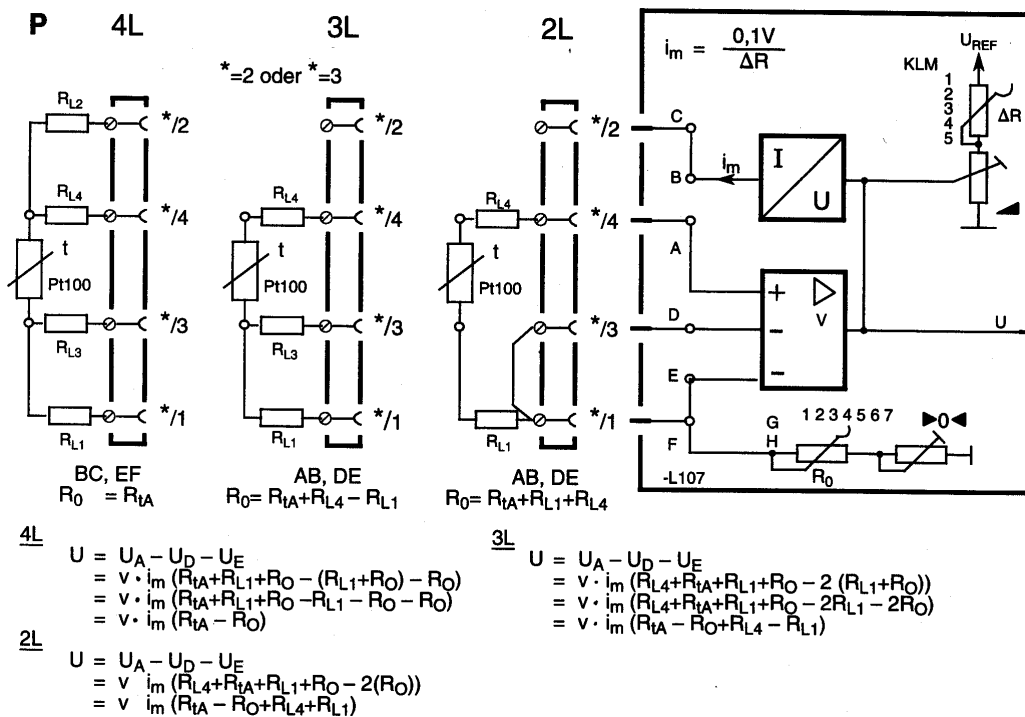 P 4L 3L 2L
*=2 oder *=3
i_m = 0,1V / ΔR
U_REF
KLM
1
2
3
4
5
ΔR
R_L2
*/2
*/2
*/2
C
i_m
I
U
B
R_L4
*/4
R_L4
*/4
R_L4
*/4
A
t
Pt100
t
Pt100
t
Pt100
+
−
−
V
*/3
*/3
*/3
D
U
R_L3
R_L3
E
*/1
*/1
*/1
R_L1
R_L1
R_L1
F
G
H
1 2 3 4 5 6 7
▶0◀
R_0
-L107
BC, EF
R_0 = R_tA
AB, DE
R_0= R_tA+R_L4 − R_L1
AB, DE
R_0= R_tA+R_L1+R_L4
4L
U = U_A − U_D − U_E
= v · i_m (R_tA+R_L1+R_O − (R_L1+R_O) − R_O)
= v · i_m (R_tA+R_L1+R_O −R_L1 − R_O − R_O)
= v · i_m (R_tA − R_O)
2L
U = U_A − U_D − U_E
= v i_m (R_L4+R_tA+R_L1+R_O − 2(R_O))
= v i_m (R_tA − R_O+R_L4+R_L1)
3L
U = U_A − U_D − U_E
= v · i_m (R_L4+R_tA+R_L1+R_O − 2 (R_L1+R_O))
= v · i_m (R_L4+R_tA+R_L1+R_O − 2R_L1 − 2R_O)
= v · i_m (R_tA − R_O+R_L4 − R_L1)